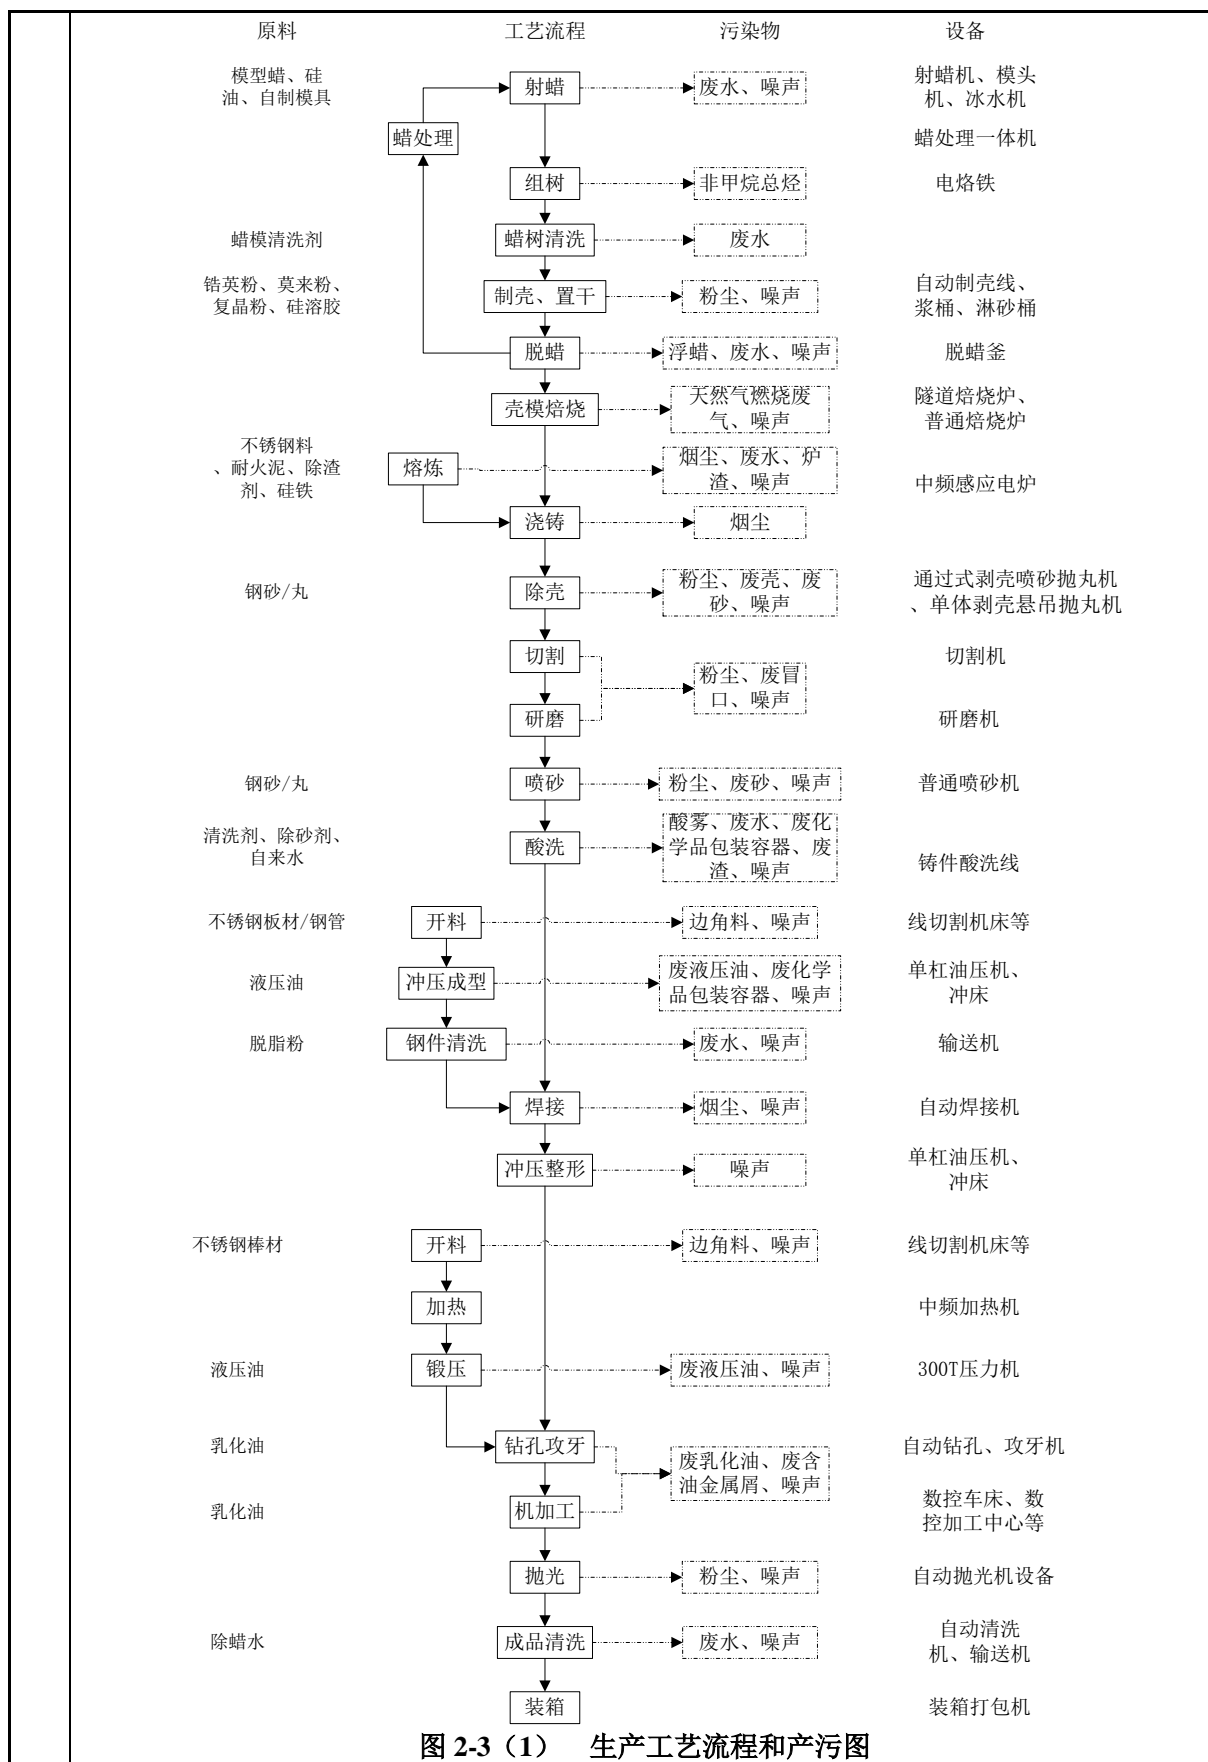 原料 工艺流程 污染物 设备
模型蜡、硅
油、自制模具
射蜡
废水、噪声
射蜡机、模头
机、冰水机
蜡处理
蜡处理一体机
组树
非甲烷总烃
电烙铁
蜡模清洗剂
蜡树清洗
废水
锆英粉、莫来粉、
复晶粉、硅溶胶
制壳、置干
粉尘、噪声
自动制壳线、
浆桶、淋砂桶
脱蜡
浮蜡、废水、噪声
脱蜡釜
壳模焙烧
天然气燃烧废
气、噪声
隧道焙烧炉、
普通焙烧炉
不锈钢料
、耐火泥、除渣
剂、硅铁
熔炼
烟尘、废水、炉
渣、噪声
中频感应电炉
浇铸
烟尘
钢砂/丸
除壳
粉尘、废壳、废
砂、噪声
通过式剥壳喷砂抛丸机
、单体剥壳悬吊抛丸机
切割
切割机
粉尘、废冒
口、噪声
研磨
研磨机
钢砂/丸
喷砂
粉尘、废砂、噪声
普通喷砂机
清洗剂、除砂剂、
自来水
酸洗
酸雾、废水、废化
学品包装容器、废
渣、噪声
铸件酸洗线
不锈钢板材/钢管
开料
边角料、噪声
线切割机床等
液压油
冲压成型
废液压油、废化学
品包装容器、噪声
单杠油压机、
冲床
脱脂粉
钢件清洗
废水、噪声
输送机
焊接
烟尘、噪声
自动焊接机
冲压整形
噪声
单杠油压机、
冲床
不锈钢棒材
开料
边角料、噪声
线切割机床等
加热
中频加热机
液压油
锻压
废液压油、噪声
300T压力机
乳化油
钻孔攻牙
自动钻孔、攻牙机
废乳化油、废含
油金属屑、噪声
乳化油
机加工
数控车床、数
控加工中心等
抛光
粉尘、噪声
自动抛光机设备
除蜡水
成品清洗
废水、噪声
自动清洗
机、输送机
装箱
装箱打包机
图 2-3（1） 生产工艺流程和产污图